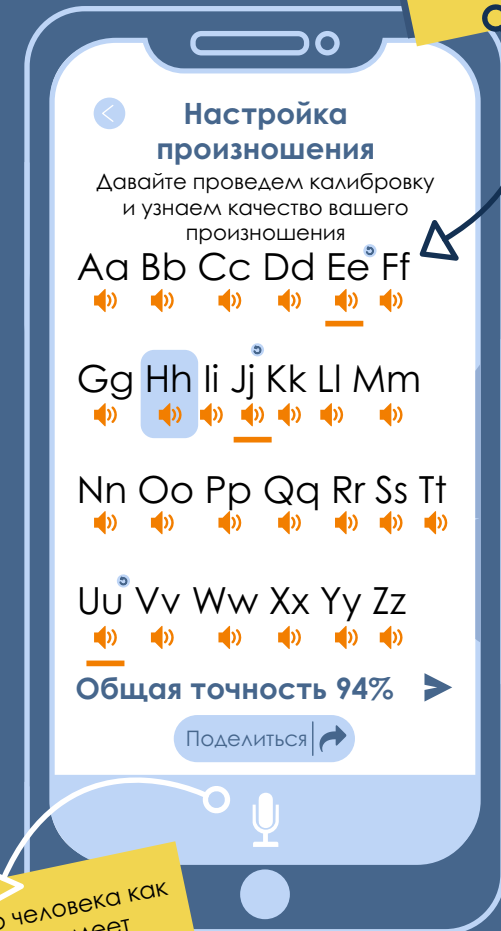 Настройка
произношения
Давайте проведем калибровку
и узнаем качество вашего
произношения
Aa Bb Cc Dd Ee Ff
Gg Hh Ii Jj Kk Ll Mm
Nn Oo Pp Qq Rr Ss Tt
Uu Vv Ww Xx Yy Zz
Общая точность 94%
Поделиться
человека как